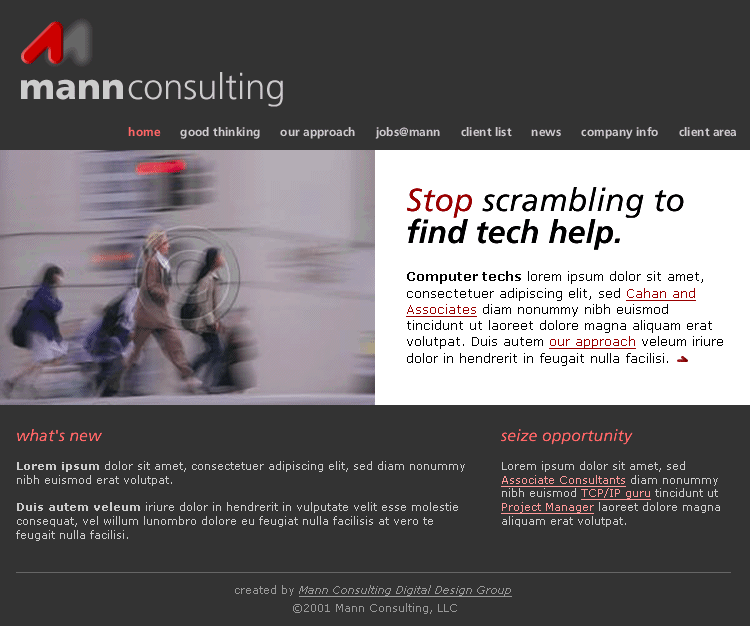 mannconsulting
home good thinking our approach jobs@mann client list news company info client area
Stop scrambling to
find tech help.
@
Computer techs lorem ipsum dolor sit amet,
consectetuer adipiscing elit, sed Cahan and
Associates diam nonummy nibh euismod
tincidunt ut laoreet dolore magna aliquam erat
volutpat. Duis autem our approach veleum iriure
dolor in hendrerit in feugait nulla facilisi.
what's new
Lorem ipsum dolor sit amet, consectetuer adipiscing elit, sed diam nonummy
nibh euismod erat volutpat.
Duis autem veleum iriure dolor in hendrerit in vulputate velit esse molestie
consequat, vel willum lunombro dolore eu feugiat nulla facilisis at vero te
feugait nulla facilisi.
seize opportunity
Lorem ipsum dolor sit amet, sed
Associate Consultants diam nonummy
nibh euismod TCP/IP guru tincidunt ut
Project Manager laoreet dolore magna
aliquam erat volutpat.
created by Mann Consulting Digital Design Group
©2001 Mann Consulting, LLC